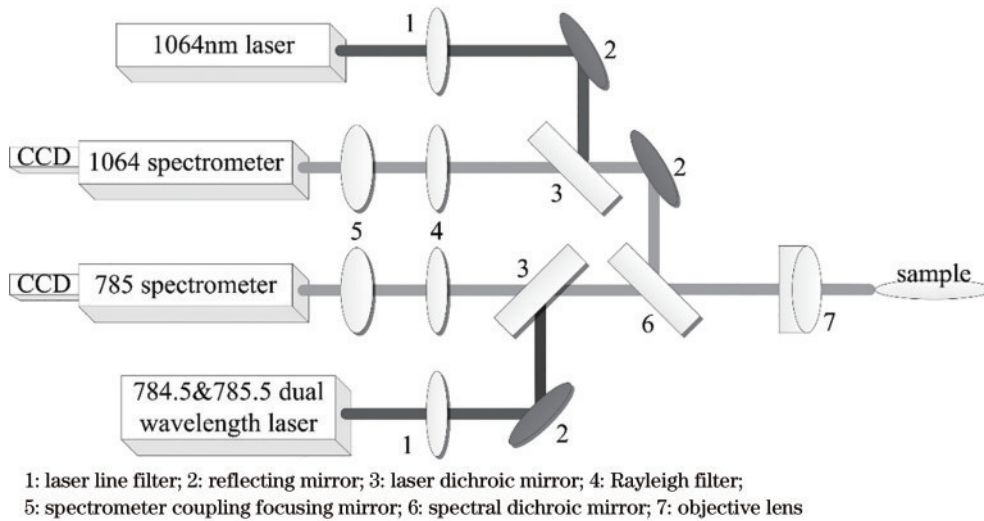 1064nm laser
1
2
CCD
1064 spectrometer
5
4
3
2
CCD
785 spectrometer
3
6
7
sample
784.5&785.5 dual
wavelength laser
1
2
1: laser line filter; 2: reflecting mirror; 3: laser dichroic mirror; 4: Rayleigh filter;
5: spectrometer coupling focusing mirror; 6: spectral dichroic mirror; 7: objective lens